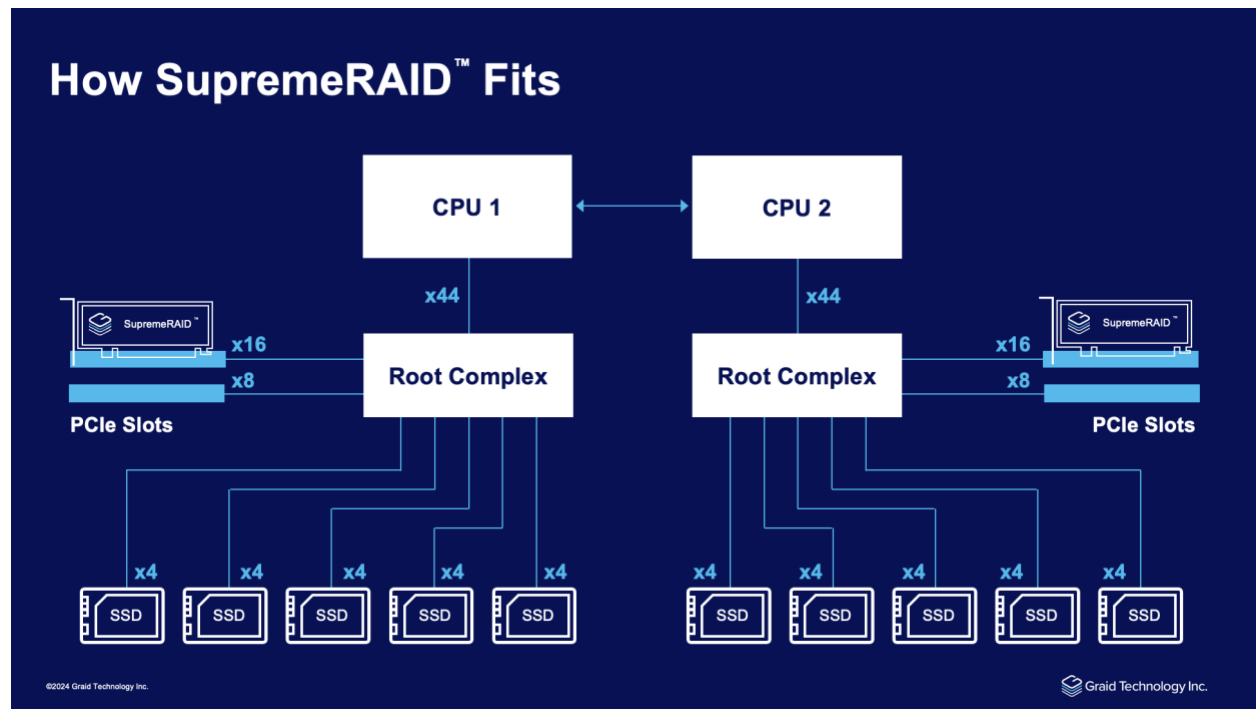 How SupremeRAID™ Fits
CPU 1
CPU 2
x44
x44
SupremeRAID™
SupremeRAID™
x16
x16
Root Complex
Root Complex
x8
x8
PCIe Slots
PCIe Slots
x4
x4
x4
x4
x4
x4
x4
x4
x4
x4
SSD
SSD
SSD
SSD
SSD
SSD
SSD
SSD
SSD
SSD
©2024 Graid Technology Inc.
Graid Technology Inc.